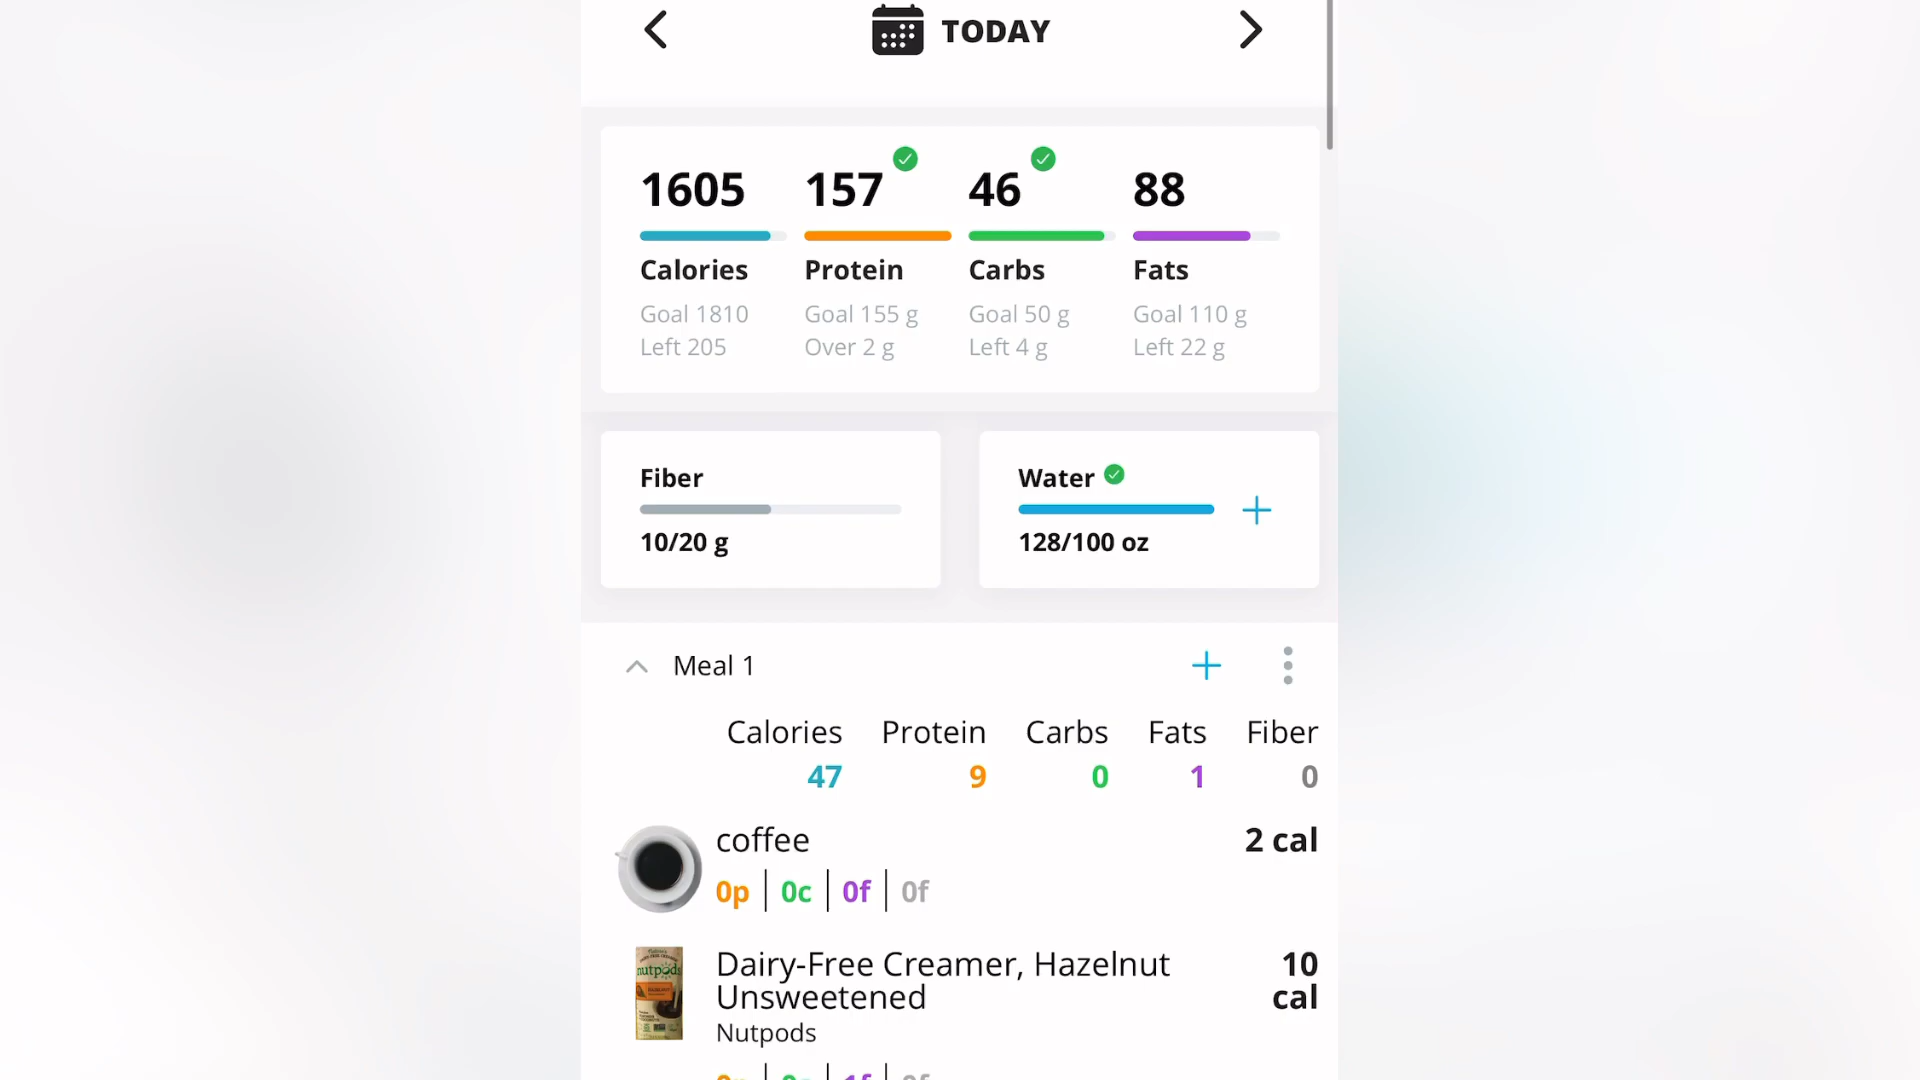 TODAY
1605 157 46 88
Calories Protein Carbs Fats
Goal 1810 Goal 155 g Goal 50 g Goal 110 g
Left 205 Over 2 g Left 4 g Left 22 g
Fiber
10/20 g
Water
128/100 oz
Meal 1
Calories Protein Carbs Fats Fiber
47 9 0 1 0
coffee 2 cal
0p 0c 0f 0f
nutpods
Dairy-Free Creamer, Hazelnut 10
Unsweetened cal
Nutpods